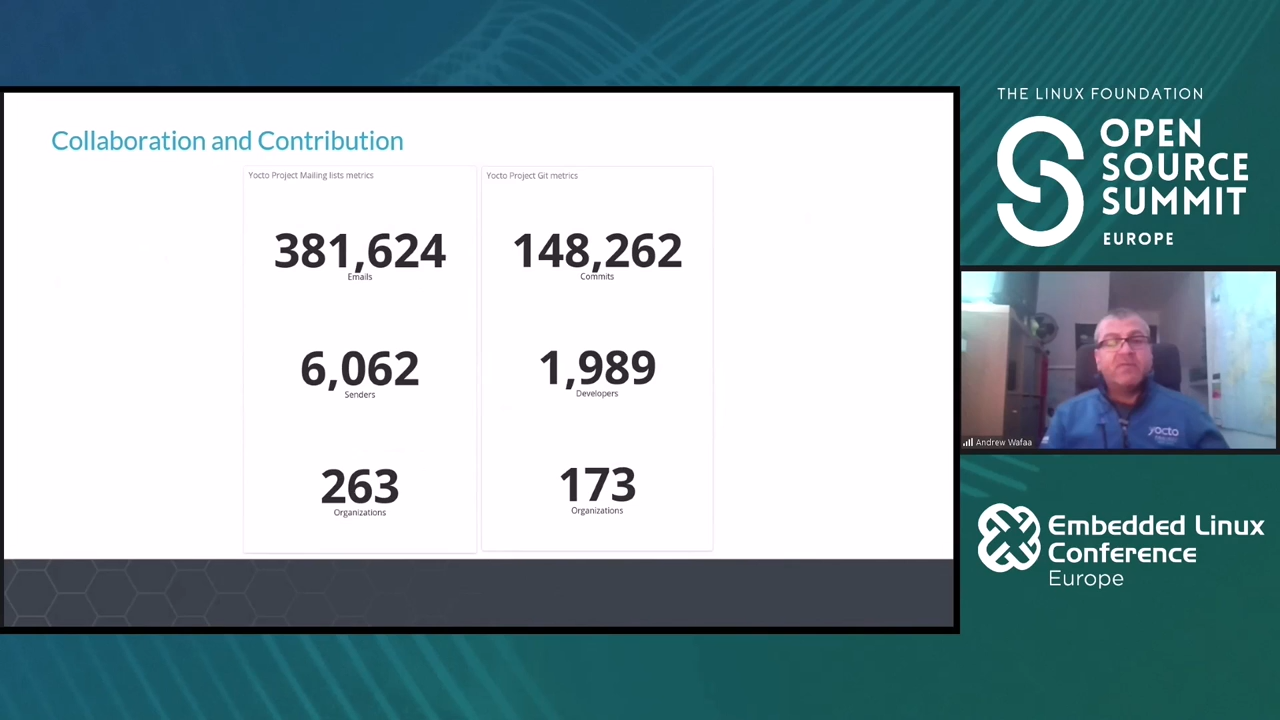 Collaboration and Contribution
Yocto Project Mailing lists metrics
381,624
Emails
6,062
Senders
263
Organizations
Yocto Project Git metrics
148,262
Commits
1,989
Developers
173
Organizations
THE LINUX FOUNDATION
OPEN
SOURCE
SUMMIT
EUROPE
yocto
Andrew Wafaa
Embedded Linux
Conference
Europe